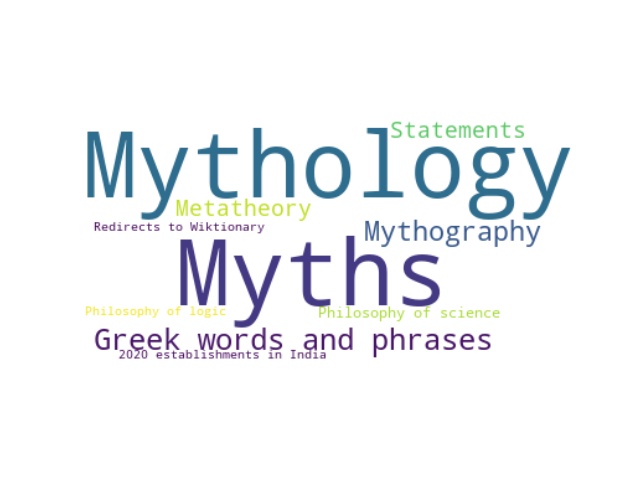 Statements
Mythology
Metatheory
Redirects to Wiktionary
Mythography
Myths
Philosophy of logic
Philosophy of science
Greek words and phrases
2020 establishments in India